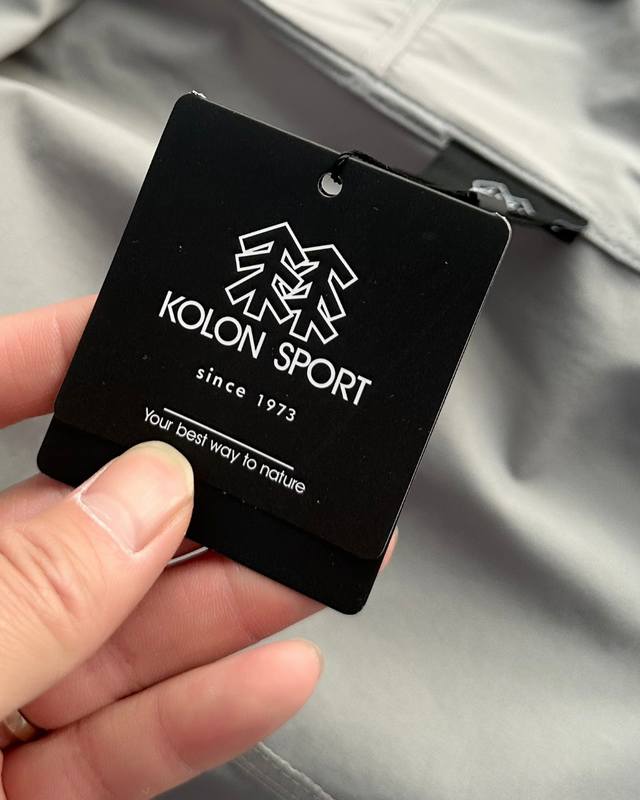 KOLON SPORT
since 1973
Your best way to nature